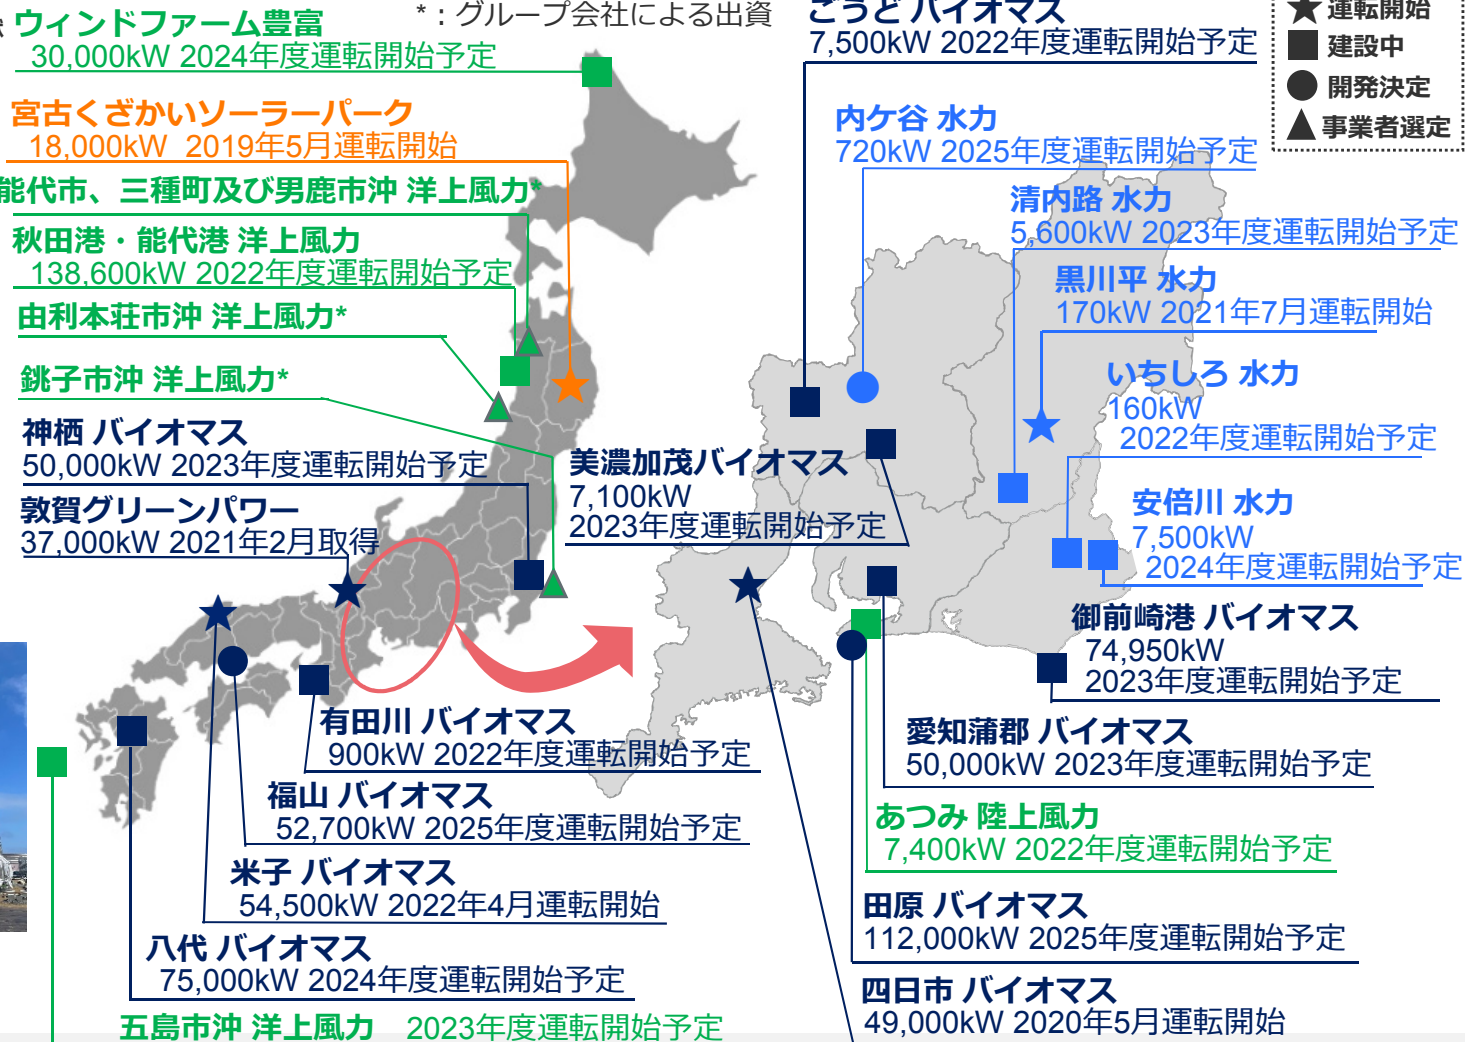 ウィンドファーム豊富
30,000kW 2024年度運転開始予定
*：グループ会社による出資
宮古くざかいソーラーパーク
18,000kW 2019年5月運転開始
能代市、三種町及び男鹿市沖 洋上風力*
秋田港・能代港 洋上風力
138,600kW 2022年度運転開始予定
由利本荘市沖 洋上風力*
銚子市沖 洋上風力*
神栖 バイオマス
50,000kW 2023年度運転開始予定
敦賀グリーンパワー
37,000kW 2021年2月取得
ごうど バイオマス
7,500kW 2022年度運転開始予定
★ 運転開始
■ 建設中
● 開発決定
▲ 事業者選定
内ケ谷 水力
720kW 2025年度運転開始予定
清内路 水力
5,600kW 2023年度運転開始予定
黒川平 水力
170kW 2021年7月運転開始
いちしろ 水力
160kW
2022年度運転開始予定
美濃加茂バイオマス
7,100kW
2023年度運転開始予定
安倍川 水力
7,500kW
2024年度運転開始予定
御前崎港 バイオマス
74,950kW
2023年度運転開始予定
有田川 バイオマス
900kW 2022年度運転開始予定
愛知蒲郡 バイオマス
50,000kW 2023年度運転開始予定
福山 バイオマス
52,700kW 2025年度運転開始予定
あつみ 陸上風力
7,400kW 2022年度運転開始予定
米子 バイオマス
54,500kW 2022年4月運転開始
田原 バイオマス
112,000kW 2025年度運転開始予定
八代 バイオマス
75,000kW 2024年度運転開始予定
四日市 バイオマス
49,000kW 2020年5月運転開始
五島市沖 洋上風力 2023年度運転開始予定